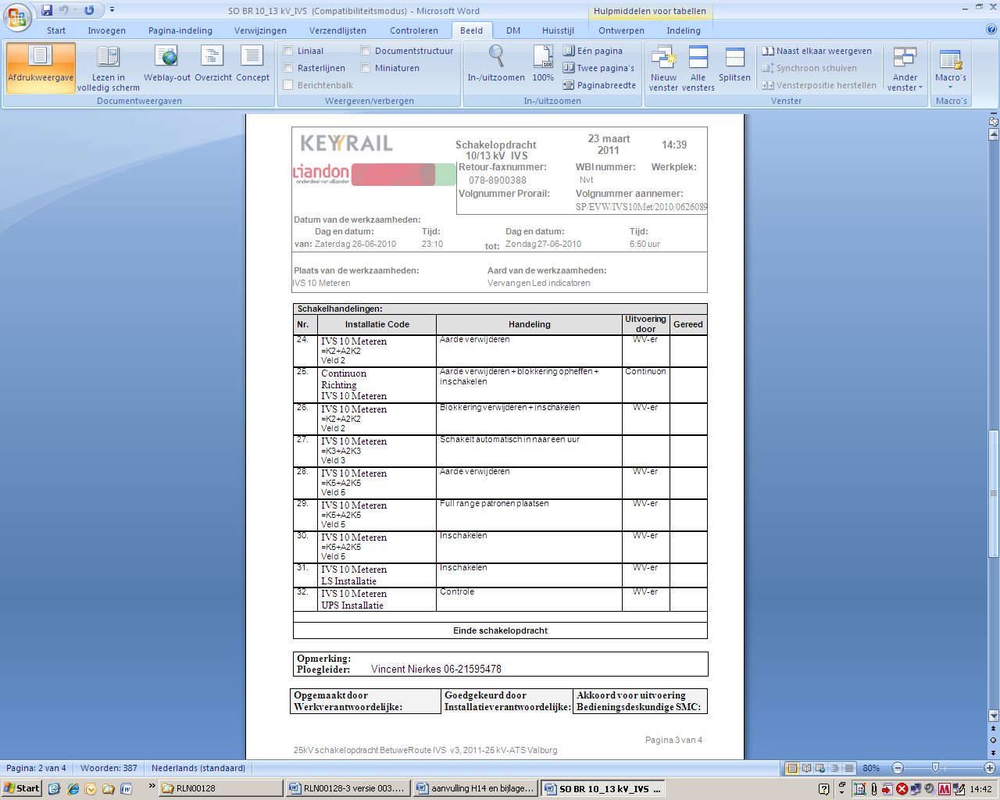 SO BR 10_13 kV_IVS  (Compatibiliteitsmodus) - Microsoft Word
Hulpmiddelen voor tabellen
Start Invoegen Pagina-indeling Verwijzingen Verzendlijsten Controleren Beeld DM Huisstijl Ontwerpen Indeling
Afdrukweergave
Lezen in volledig scherm
Weblay-out
Overzicht
Concept
Documentweergaven
Liniaal
Rasterlijnen
Berichtenbalk
Documentstructuur
Miniaturen
Weergeven/verbergen
In-/uitzoomen
100%
Eén pagina
Twee pagina's
Paginabreedte
In-/uitzoomen
Nieuw venster
Alle vensters
Splitsen
Naast elkaar weergeven
Synchroon schuiven
Vensterpositie herstellen
Ander venster
Venster
Macro's
Macro's
KEYRAIL
Liandon
onderdeel van alliander
Schakelopdracht
10/13 kV  IVS
23 maart
2011
14:39
Retour-faxnummer: WBI nummer: Werkplek:
078-8900388 Nvt
Volgnummer Prorail: Volgnummer aannemer:
SP/EVW/IVS10Met/2010/0626089
Datum van de werkzaamheden:
Dag en datum: Tijd: Dag en datum: Tijd:
van: Zaterdag 26-06-2010 23:10 tot: Zondag 27-06-2010 6:50 uur
Plaats van de werkzaamheden: Aard van de werkzaamheden:
IVS 10 Meteren Vervangen Led indicatoren
Schakelhandelingen:
Nr. Installatie Code Handeling Uitvoering door Gereed
24. IVS 10 Meteren Aarde verwijderen WV-er
=K2+A2K2
Veld 2
25. Continuon Aarde verwijderen + blokkering opheffen + Continuon
Richting inschakelen
IVS 10 Meteren
26. IVS 10 Meteren Blokkering verwijderen + inschakelen WV-er
=K2+A2K2
Veld 2
27. IVS 10 Meteren Schakelt automatisch in naar een uur
=K3+A2K3
Veld 3
28. IVS 10 Meteren Aarde verwijderen WV-er
=K5+A2K5
Veld 5
29. IVS 10 Meteren Full range patronen plaatsen WV-er
=K5+A2K5
Veld 5
30. IVS 10 Meteren Inschakelen WV-er
=K5+A2K5
Veld 5
31. IVS 10 Meteren Inschakelen WV-er
LS Installatie
32. IVS 10 Meteren Controle WV-er
UPS Installatie
Einde schakelopdracht
Opmerking:
Ploegleider: Vincent Nierkes 06-21595478
Opgemaakt door Goedgekeurd door Akkoord voor uitvoering
Werkverantwoordelijke: Installatieverantwoordelijke: Bedieningsdeskundige SMC:
Pagina 3 van 4
25kV schakelopdracht BetuweRoute IVS  v3, 2011-25 kV-ATS Valburg
Pagina: 2 van 4 Woorden: 387 Nederlands (standaard) 80%
Start RLN00128 RLN00128-3 versie 003.... aanvulling H14 en bijlage... SO BR 10_13 kV_IVS ... 14:42